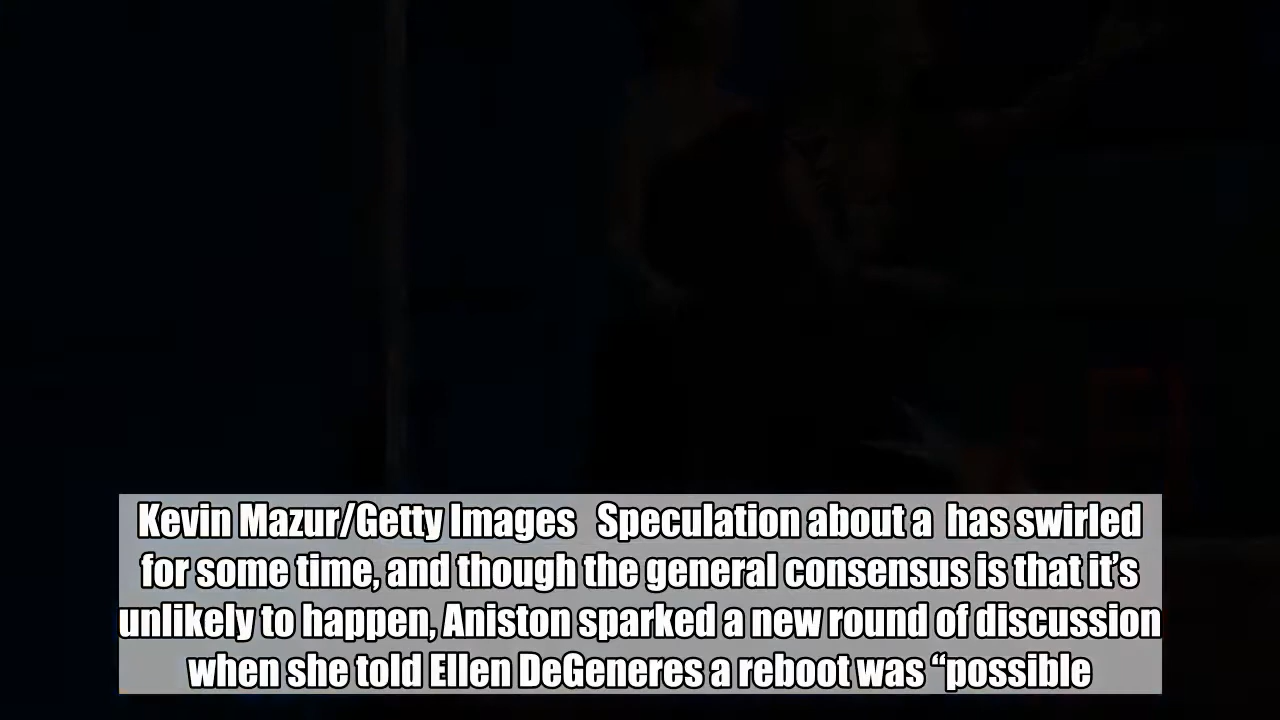 Kevin Mazur/Getty Images Speculation about a has swirled
for some time, and though the general consensus is that it’s
unlikely to happen, Aniston sparked a new round of discussion
when she told Ellen DeGeneres a reboot was “possible